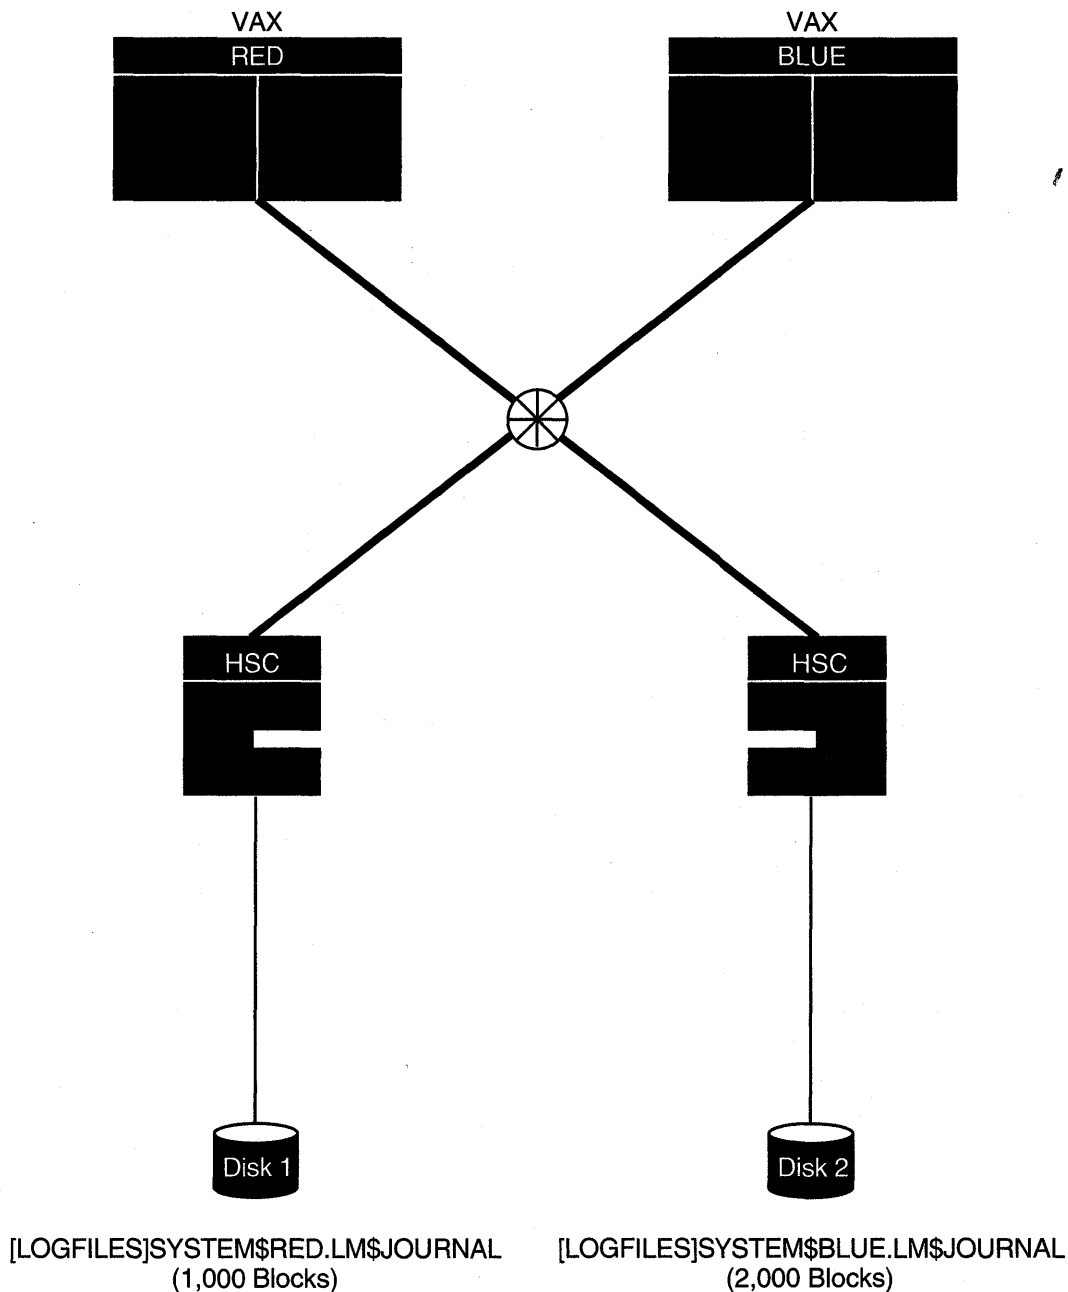 VAX
RED
VAX
BLUE
HSC
HSC
Disk 1
Disk 2
[LOGFILES]SYSTEM$RED.LM$JOURNAL
(1,000 Blocks)
[LOGFILES]SYSTEM$BLUE.LM$JOURNAL
(2,000 Blocks)